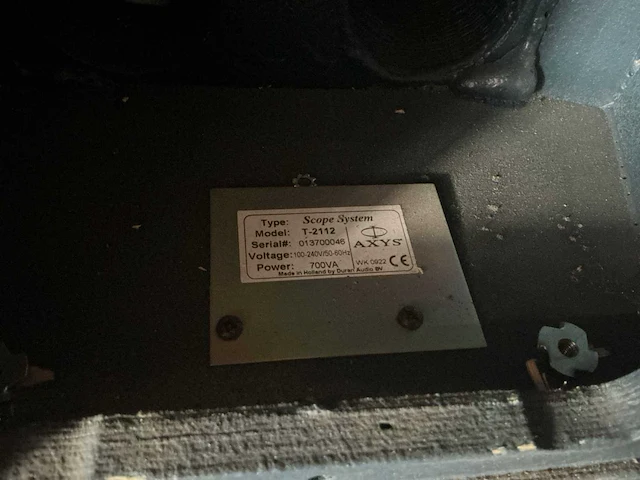 Type: Scope System
Model: T-2112
Serial#: 013700046
AXYS®
Voltage: 100-240V/50-60Hz
Power: 700VA
WK 0922 CE
Made in Holland by Duran Audio BV